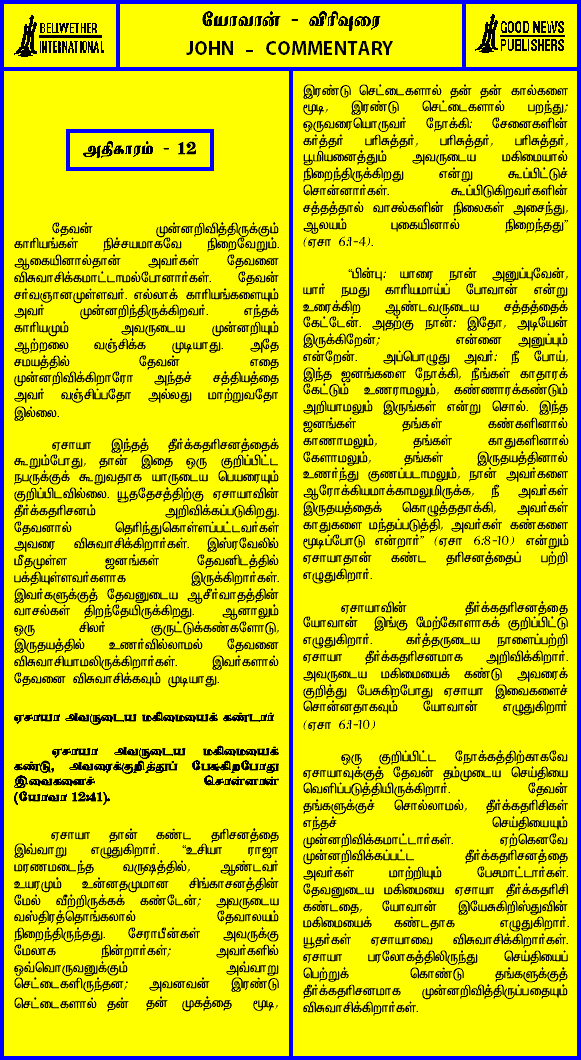 BELWETHER
INTERNATIONAL
யோவான் - விரிவுரை
JOHN - COMMENTARY
GOOD NEWS
PUBLISHERS
அதிகாரம் - 12
தேவன் முன்னறிவித்திருக்கும்
காரியங்கள் நிச்சயமாகவே நிறைவேறும்.
ஆகையினால்தான் அவர்கள் தேவனை
விசுவாசிக்கமாட்டாமல்போனார்கள். தேவன்
சர்வஞானமுள்ளவர். எல்லாக் காரியங்களையும்
அவர் முன்னறிந்திருக்கிறவர். எந்தக்
காரியமும் அவருடைய முன்னறியும்
ஆற்றலை வஞ்சிக்க முடியாது. அதே
சமயத்தில் தேவன் எதை
முன்னறிவிக்கிறாரோ அந்தச் சத்தியத்தை
அவர் வஞ்சிப்பதோ அல்லது மாற்றுவதோ
இல்லை.
ஏசாயா இந்தத் தீர்க்கதரிசனத்தைக்
கூறும்போது, தான் இதை ஒரு குறிப்பிட்ட
நபருக்குக் கூறுவதாக யாருடைய பெயரையும்
குறிப்பிடவில்லை. யூததேசத்திற்கு ஏசாயாவின்
தீர்க்கதரிசனம் அறிவிக்கப்படுகிறது.
தேவனால் தெரிந்துகொள்ளப்பட்டவர்கள்
அவரை விசுவாசிக்கிறார்கள். இஸ்ரவேலில்
மீதமுள்ள ஜனங்கள் தேவனிடத்தில்
பக்தியுள்ளவர்களாக இருக்கிறார்கள்.
இவர்களுக்குத் தேவனுடைய ஆசீர்வாதத்தின்
வாசல்கள் திறந்தேயிருக்கிறது. ஆனாலும்
ஒரு சிலர் குருட்டுக்கண்களோடு,
இருதயத்தில் உணர்வில்லாமல் தேவனை
விசுவாசியாமலிருக்கிறார்கள். இவர்களால்
தேவனை விசுவாசிக்கவும் முடியாது.
ஏசாயா அவருடைய மகிமையைக் கண்டார்
ஏசாயா அவருடைய மகிமையைக்
கண்டு, அவரைக்குறித்துப் பேசுகிறபோது
இவைகளைச் சொன்னான்
(யோவா 12:41).
ஏசாயா தான் கண்ட தரிசனத்தை
இவ்வாறு எழுதுகிறார். "உசியா ராஜா
மரணமடைந்த வருஷத்தில், ஆண்டவர்
உயரமும் உன்னதமுமான சிங்காசனத்தின்
மேல் வீற்றிருக்கக் கண்டேன்; அவருடைய
வஸ்திரத்தொங்கலால் தேவாலயம்
நிறைந்திருந்தது. சேராபீன்கள் அவருக்கு
மேலாக நின்றார்கள்; அவர்களில்
ஒவ்வொருவனுக்கும் அவ்வாறு
செட்டைகளிருந்தன; அவனவன் இரண்டு
செட்டைகளால் தன் தன் முகத்தை மூடி,
இரண்டு செட்டைகளால் தன் தன் கால்களை
மூடி, இரண்டு செட்டைகளால் பறந்து;
ஒருவரையொருவர் நோக்கி: சேனைகளின்
கர்த்தர் பரிசுத்தர், பரிசுத்தர், பரிசுத்தர்,
பூமியனைத்தும் அவருடைய மகிமையால்
நிறைந்திருக்கிறது என்று கூப்பிட்டுச்
சொன்னார்கள். கூப்பிடுகிறவர்களின்
சத்தத்தால் வாசல்களின் நிலைகள் அசைந்து,
ஆலயம் புகையினால் நிறைந்தது"
(ஏசா 6:1-4).
"பின்பு: யாரை நான் அனுப்புவேன்,
யார் நமது காரியமாய்ப் போவான் என்று
உரைக்கிற ஆண்டவருடைய சத்தத்தைக்
கேட்டேன். அதற்கு நான்: இதோ, அடியேன்
இருக்கிறேன்; என்னை அனுப்பும்
என்றேன். அப்பொழுது அவர்: நீ போய்,
இந்த ஜனங்களை நோக்கி, நீங்கள் காதாரக்
கேட்டும் உணராமலும், கண்ணாரக்கண்டும்
அறியாமலும் இருங்கள் என்று சொல். இந்த
ஜனங்கள் தங்கள் கண்களினால்
காணாமலும், தங்கள் காதுகளினால்
கேளாமலும், தங்கள் இருதயத்தினால்
உணர்ந்து குணப்படாமலும், நான் அவர்களை
ஆரோக்கியமாக்காமலுமிருக்க, நீ அவர்கள்
இருதயத்தைக் கொழுத்ததாக்கி, அவர்கள்
காதுகளை மந்தப்படுத்தி, அவர்கள் கண்களை
மூடிப்போடு என்றார்" (ஏசா 6:8-10) என்றும்
ஏசாயாதான் கண்ட தரிசனத்தைப் பற்றி
எழுதுகிறார்.
ஏசாயாவின் தீர்க்கதரிசனத்தை
யோவான் இங்கு மேற்கோளாகக் குறிப்பிட்டு
எழுதுகிறார். கர்த்தருடைய நாளைப்பற்றி
ஏசாயா தீர்க்கதரிசனமாக அறிவிக்கிறார்.
அவருடைய மகிமையைக் கண்டு அவரைக்
குறித்து பேசுகிறபோது ஏசாயா இவைகளைச்
சொன்னதாகவும் யோவான் எழுதுகிறார்
(ஏசா 6:1-10)
ஒரு குறிப்பிட்ட நோக்கத்திற்காகவே
ஏசாயாவுக்குத் தேவன் தம்முடைய செய்தியை
வெளிப்படுத்தியிருக்கிறார். தேவன்
தங்களுக்குச் சொல்லாமல், தீர்க்கதரிசிகள்
எந்தச் செய்தியையும்
முன்னறிவிக்கமாட்டார்கள். ஏற்கெனவே
முன்னறிவிக்கப்பட்ட தீர்க்கதரிசனத்தை
அவர்கள் மாற்றியும் பேசமாட்டார்கள்.
தேவனுடைய மகிமையை ஏசாயா தீர்க்கதரிசி
கண்டதை, யோவான் இயேசுகிறிஸ்துவின்
மகிமையைக் கண்டதாக எழுதுகிறார்.
யூதர்கள் ஏசாயாவை விசுவாசிக்கிறார்கள்.
ஏசாயா பரலோகத்திலிருந்து செய்தியைப்
பெற்றுக் கொண்டு தங்களுக்குத்
தீர்க்கதரிசனமாக முன்னறிவித்திருப்பதையும்
விசுவாசிக்கிறார்கள்.